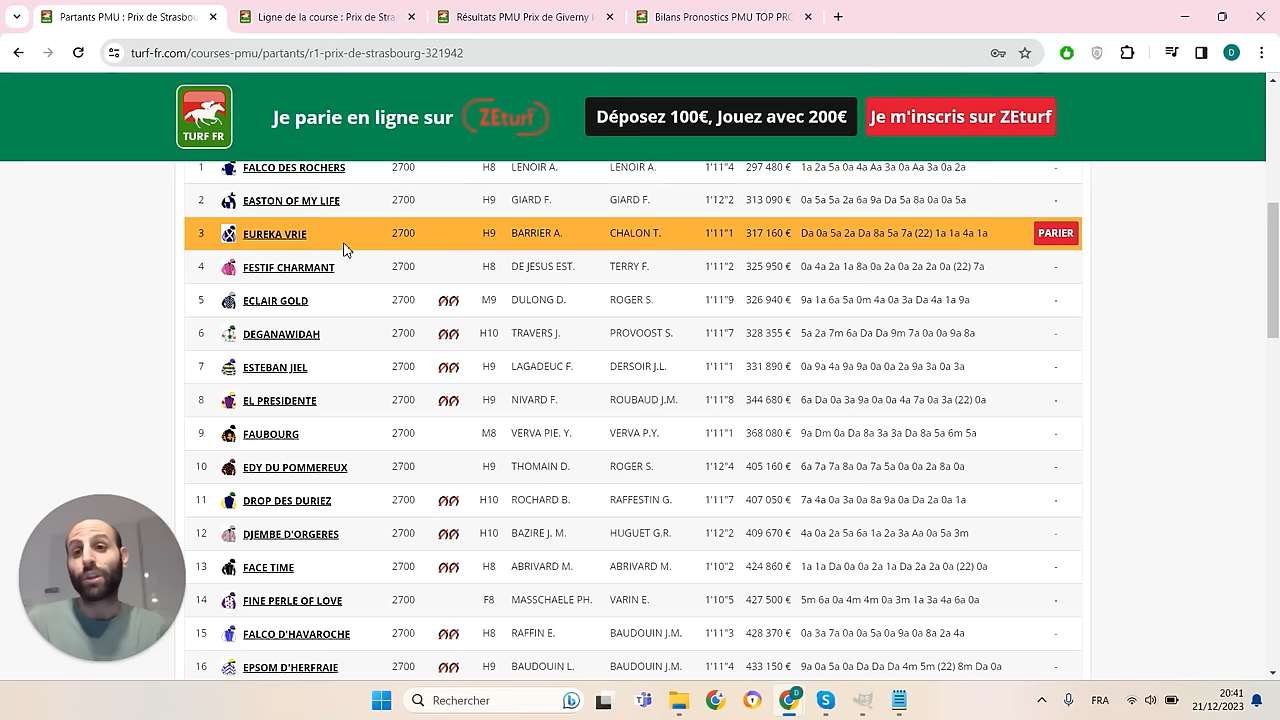 Partants PMU : Prix de Strasbou
Ligne de la course : Prix de Stra
Résultats PMU Prix de Giverny
Bilans Pronostics PMU TOP PRO
turf-fr.com/courses-pmu/partants/r1-prix-de-strasbourg-321942
D
TURF FR
Je parie en ligne sur ZEturf
Déposez 100€, Jouez avec 200€
Je m'inscris sur ZEturf
1 FALCO DES ROCHERS 2700 H8 LENOIR A. LENOIR A. 1'11"4 297 480 € 1a 2a 5a 0a 4a Aa 3a 0a Aa 3a 0a 2a -
2 EASTON OF MY LIFE 2700 H9 GIARD F. GIARD F. 1'12"2 313 090 € 0a 5a 5a 2a 6a 9a Da 5a 8a 0a 0a 5a -
3 EUREKA VRIE 2700 H9 BARRIER A. CHALON T. 1'11"1 317 160 € Da 0a 5a 2a Da 8a 5a 7a (22) 1a 1a 4a 1a PARIER
4 FESTIF CHARMANT 2700 H8 DE JESUS EST. TERRY F. 1'11"2 325 950 € 0a 4a 2a 1a 8a 0a 2a 0a 2a 0a (22) 7a -
5 ECLAIR GOLD 2700 M9 DULONG D. ROGER S. 1'11"9 326 940 € 9a 1a 6a 5a 0m 4a 0a 3a Da 4a 1a 9a -
6 DEGANAWIDAH 2700 H10 TRAVERS J. PROVOOST S. 1'11"7 328 355 € 5a 2a 7m 6a Da Da 9m 7a 0a 0a 9a 8a -
7 ESTEBAN JIEL 2700 H9 LAGADEUC F. DERSOIR J.L. 1'11"2 331 890 € 0a 9a 4a 9a 9a 0a 0a 2a 9a 3a 0a 3a -
8 EL PRESIDENTE 2700 H9 NIVARD F. ROUBAUD J.M. 1'11"8 344 680 € 6a Da 0a 3a 9a 0a 0a 4a 7a 0a 3a (22) 0a -
9 FAUBOURG 2700 M8 VERVA PIE. Y. VERVA P.Y. 1'11"1 368 080 € 9a Dm 0a Da 8a 3a 3a Da 8a 5a 6m 5a -
10 EDY DU POMMEREUX 2700 H9 THOMAIN D. ROGER S. 1'12"4 405 160 € 6a 7a 7a 8a 0a 7a 5a 0a 0a 2a 8a 0a -
11 DROP DES DURIEZ 2700 H10 ROCHARD B. RAFFESTIN G. 1'11"7 407 050 € 7a 4a 0a 3a 0a 8a 9a 0a Da 0a 0a 1a -
12 DJEMBE D'ORGERES 2700 H10 BAZIRE J. M. HUGUET G.R. 1'12"2 409 670 € 4a 0a 2a 5a 6a 1a 2a 3a Aa 0a 5a 3m -
13 FACE TIME 2700 H8 ABRIVARD M. ABRIVARD M. 1'10"2 424 860 € 1a 1a Da 0a 0a 2a 1a Da 2a 2a 0a (22) 0a -
14 FINE PERLE OF LOVE 2700 F8 MASSCHAELE PH. VARIN E. 1'10"5 427 500 € 5m 6a 0a 4m 4m 0a 3m 1a 3a 4a 6a 0a -
15 FALCO D'HAVAROCHE 2700 H8 RAFFIN E. BAUDOUIN J.M. 1'11"3 428 370 € 0a 3a 7a 0a 0a 5a 0a 9a 0a 8a 2a 4a -
16 EPSOM D'HERFRAIE 2700 H9 BAUDOUIN L. BAUDOUIN J.M. 1'11"4 433 150 € 9a 0a 5a 0a Da Da Da 4m 5m (22) 8m Da 0a -
Rechercher
FRA
20:41
21/12/2023